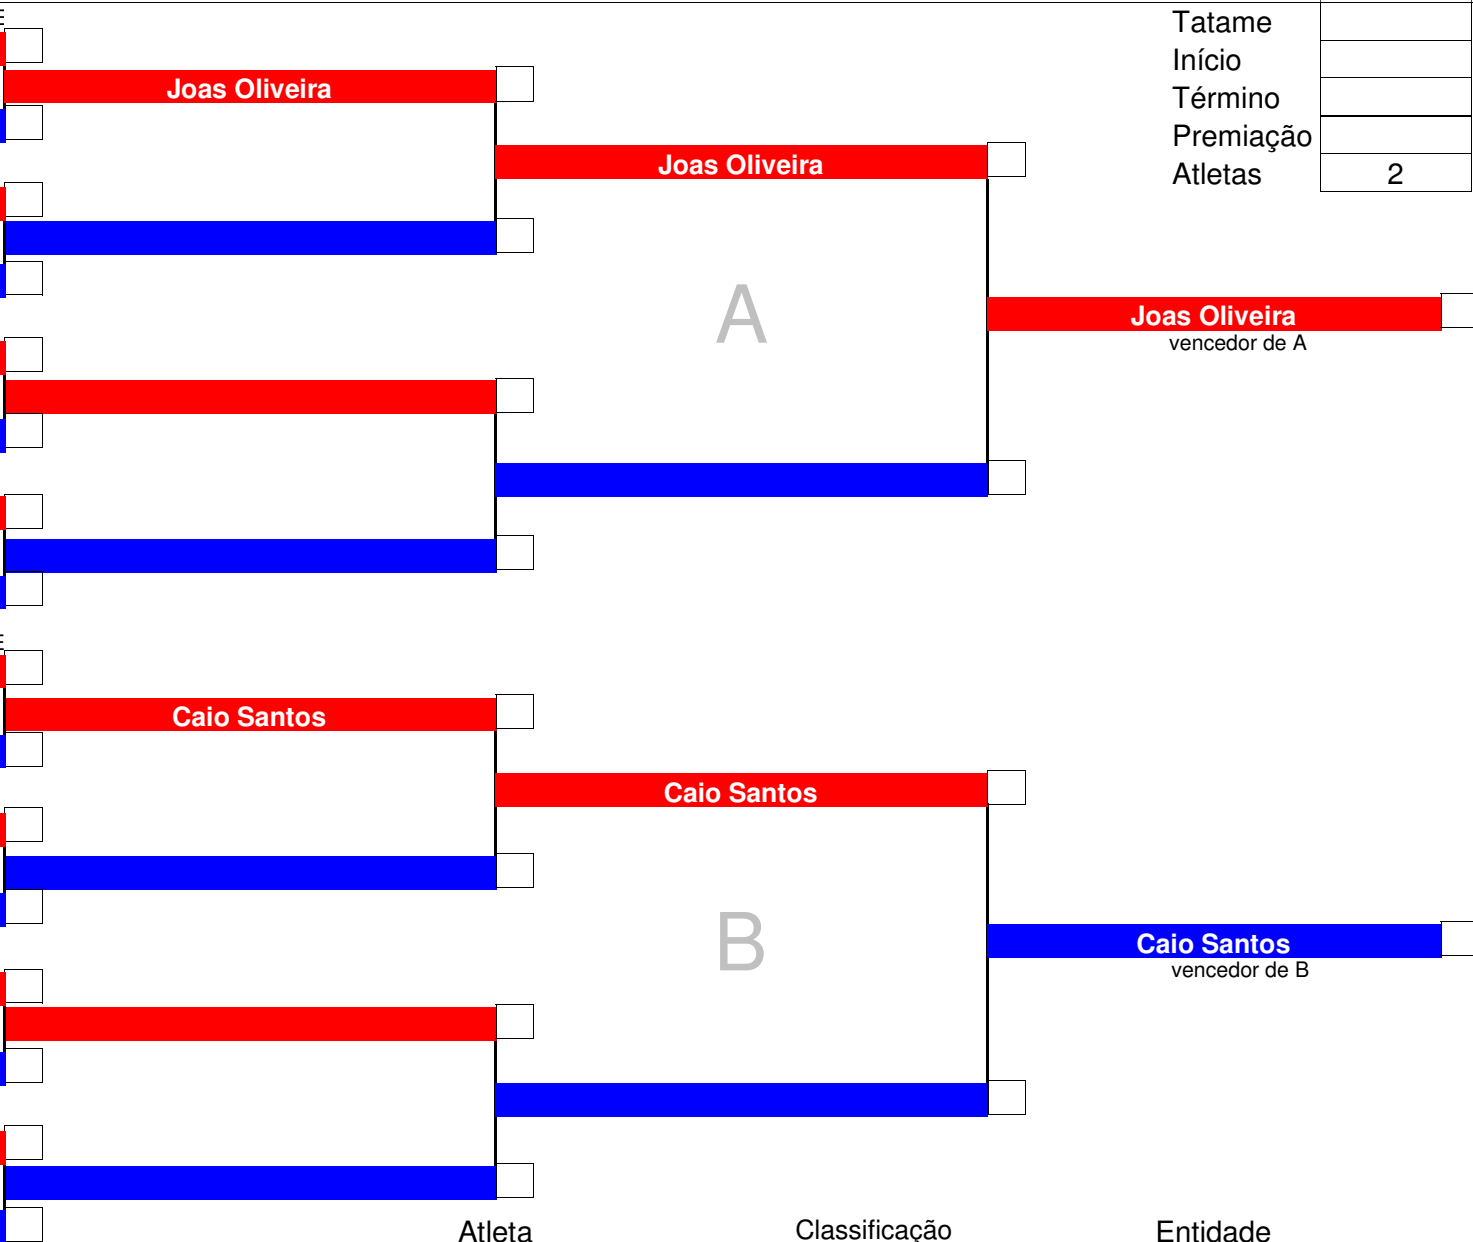 Tatame
Início
Término
Premiação
Atletas 2
Joas Oliveira
Joas Oliveira
A
Joas Oliveira
vencedor de A
Caio Santos
Caio Santos
B
Caio Santos
vencedor de B
Atleta Classificação Entidade